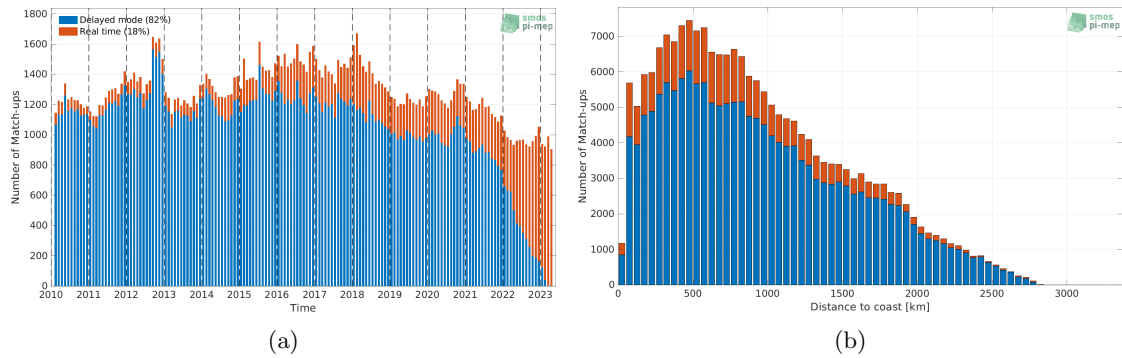 Delayed mode (82%)
Real time (18%)
smos
pi-mep
Number of Match-ups
1800
1600
1400
1200
1000
800
600
400
200
0
2010 2011 2012 2013 2014 2015 2016 2017 2018 2019 2020 2021 2022 2023
Time
(a)
smos
pi-mep
Number of Match-ups
7000
6000
5000
4000
3000
2000
1000
0
0 500 1000 1500 2000 2500 3000
Distance to coast [km]
(b)